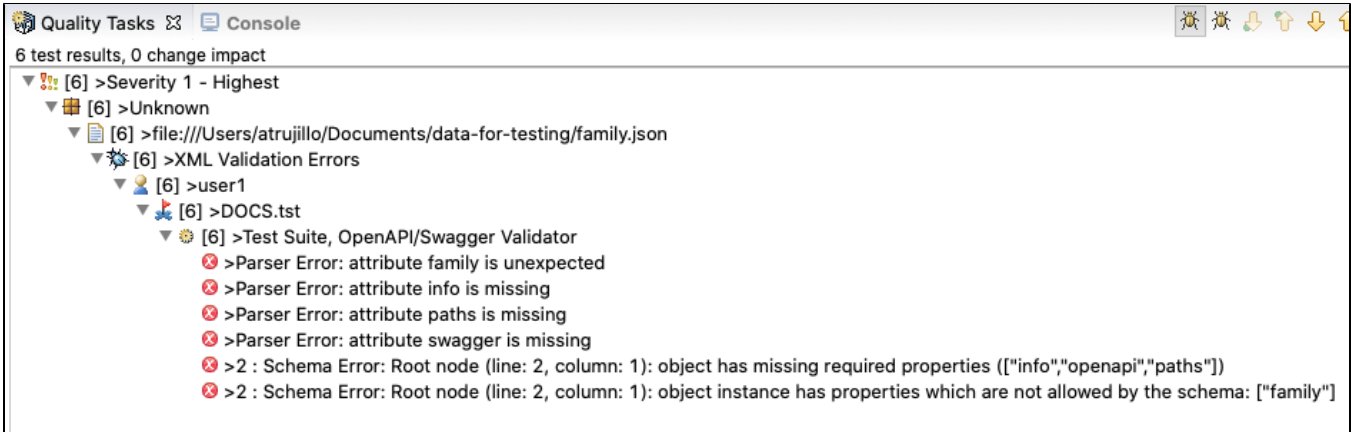 Quality Tasks Console
6 test results, 0 change impact
[6] >Severity 1 - Highest
[6] >Unknown
[6] >file:///Users/atrujillo/Documents/data-for-testing/family.json
[6] >XML Validation Errors
[6] >user1
[6] >DOCS.tst
[6] >Test Suite, OpenAPI/Swagger Validator
>Parser Error: attribute family is unexpected
>Parser Error: attribute info is missing
>Parser Error: attribute paths is missing
>Parser Error: attribute swagger is missing
>2 : Schema Error: Root node (line: 2, column: 1): object has missing required properties (["info","openapi","paths"])
>2 : Schema Error: Root node (line: 2, column: 1): object instance has properties which are not allowed by the schema: ["family"]